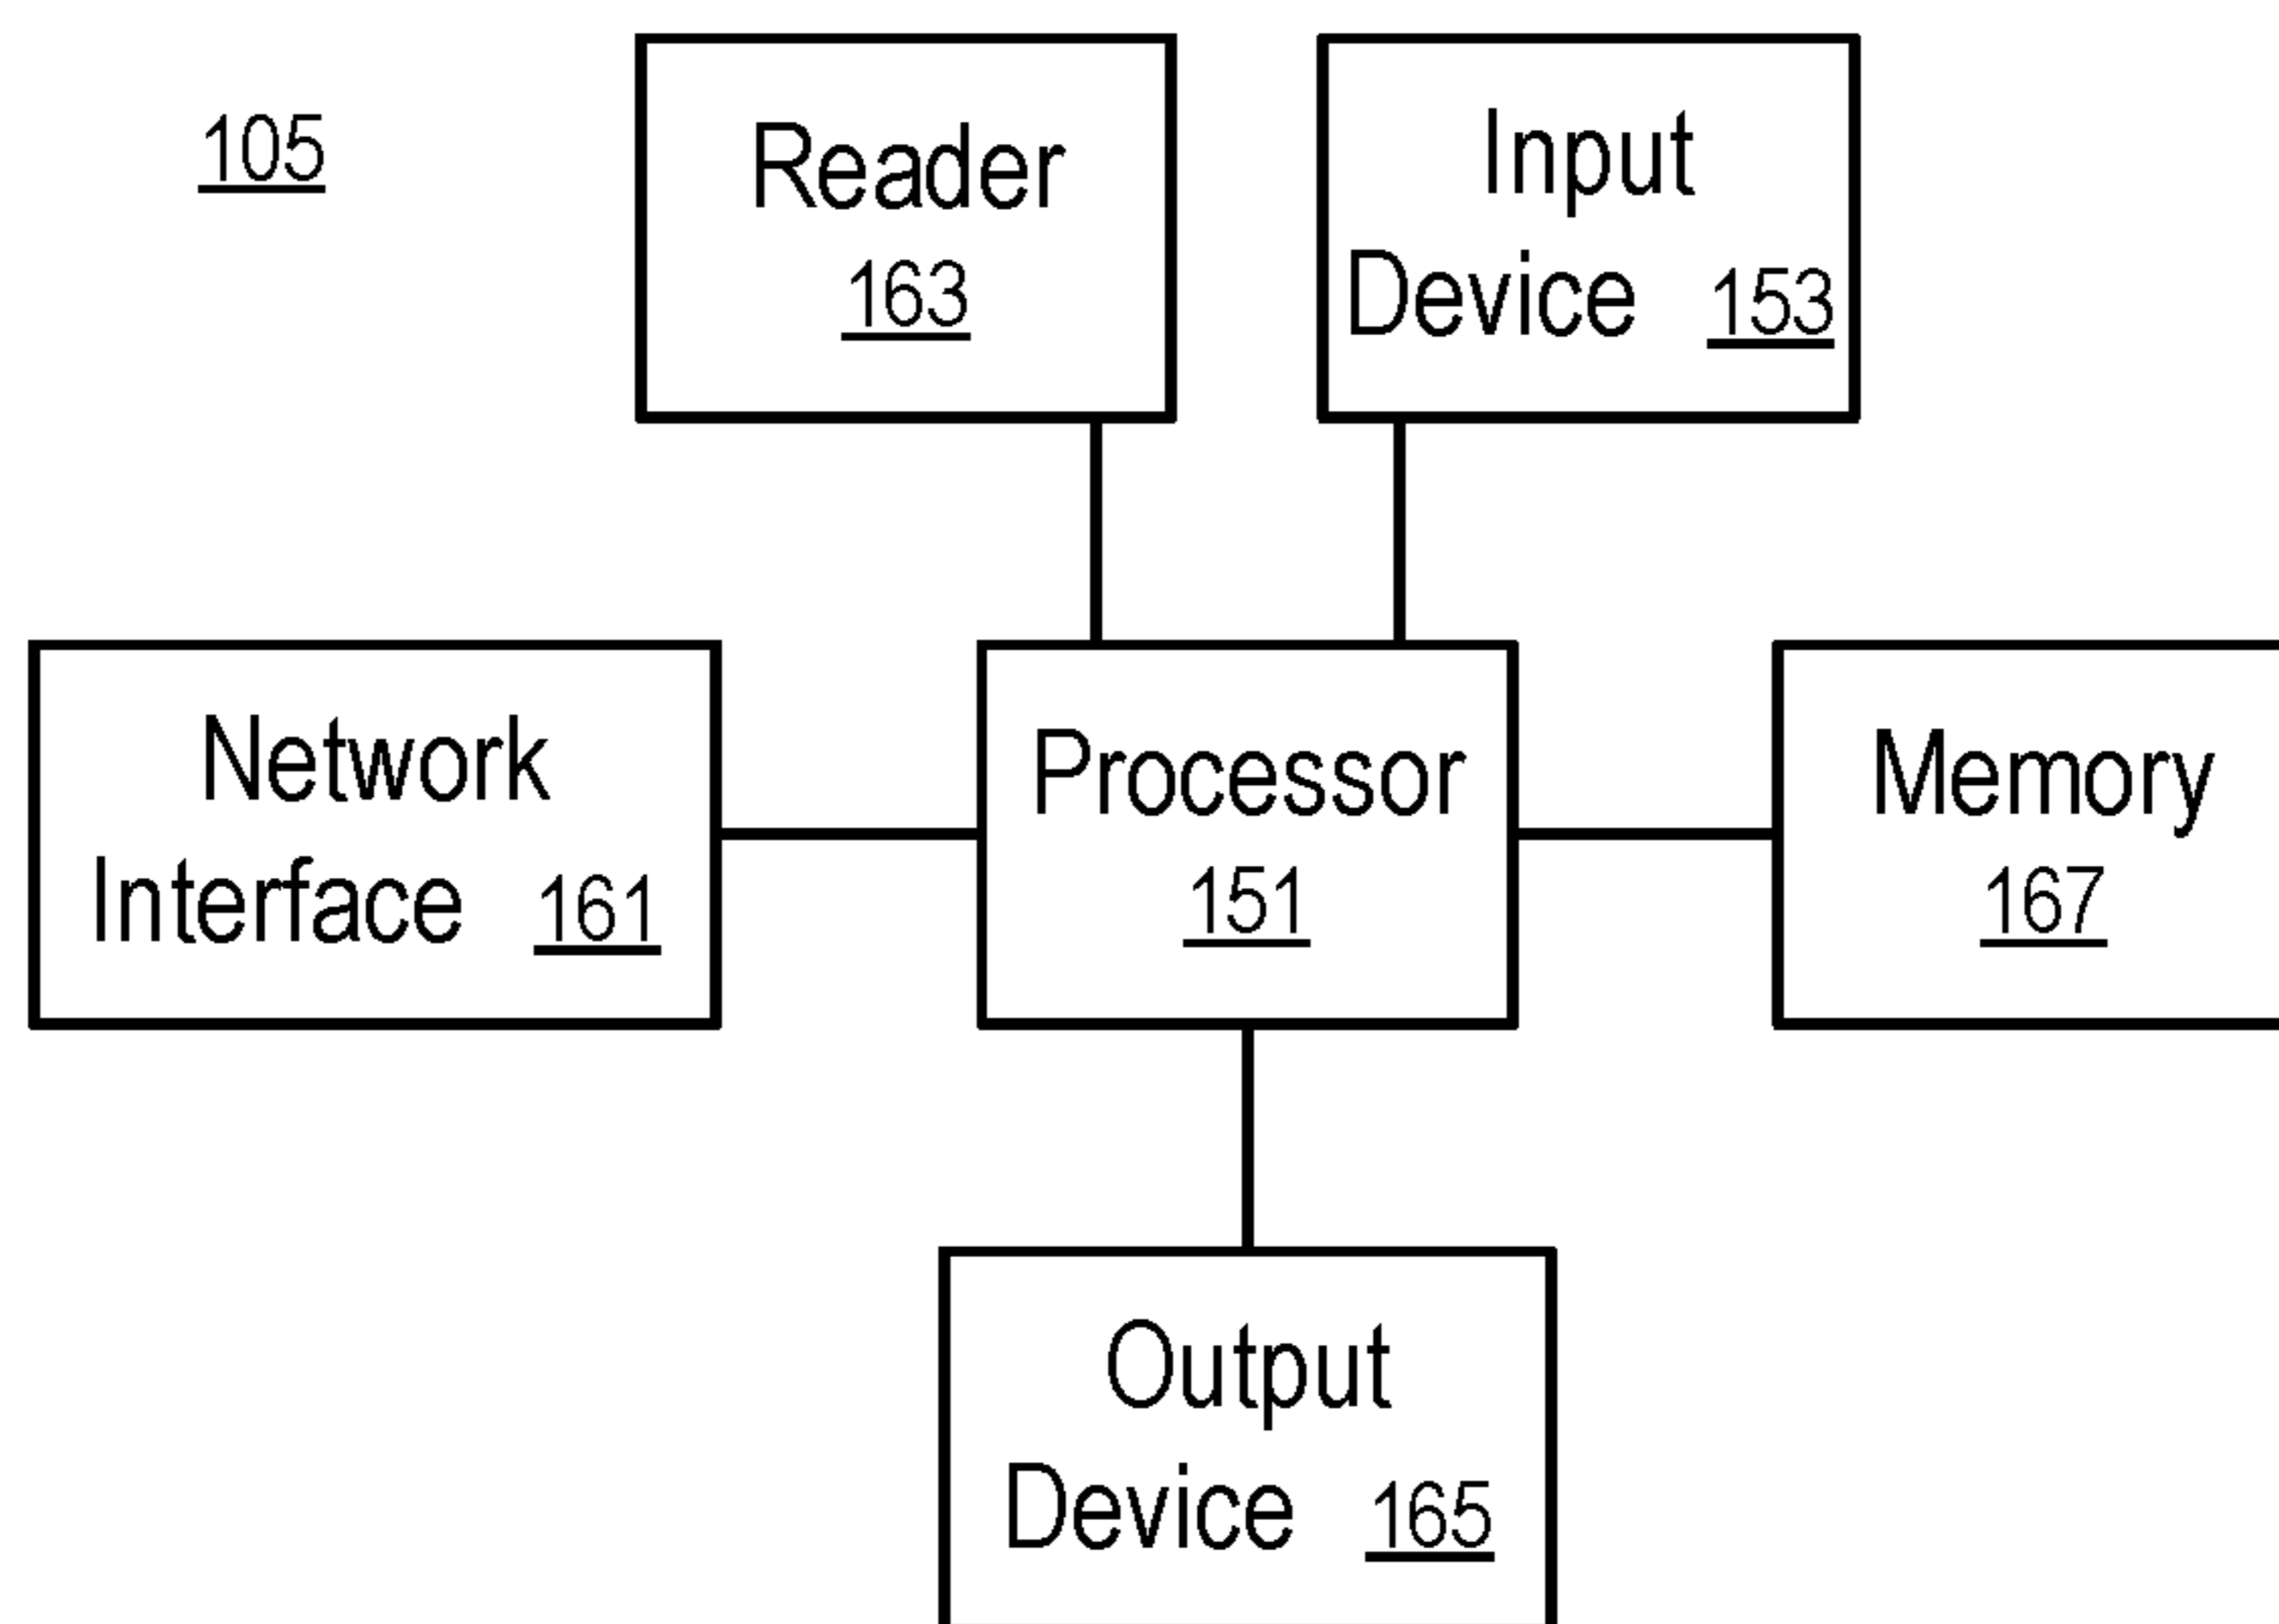 105
Reader
163
Input
Device 153
Network
Interface 161
Processor
151
Memory
167
Output
Device 165